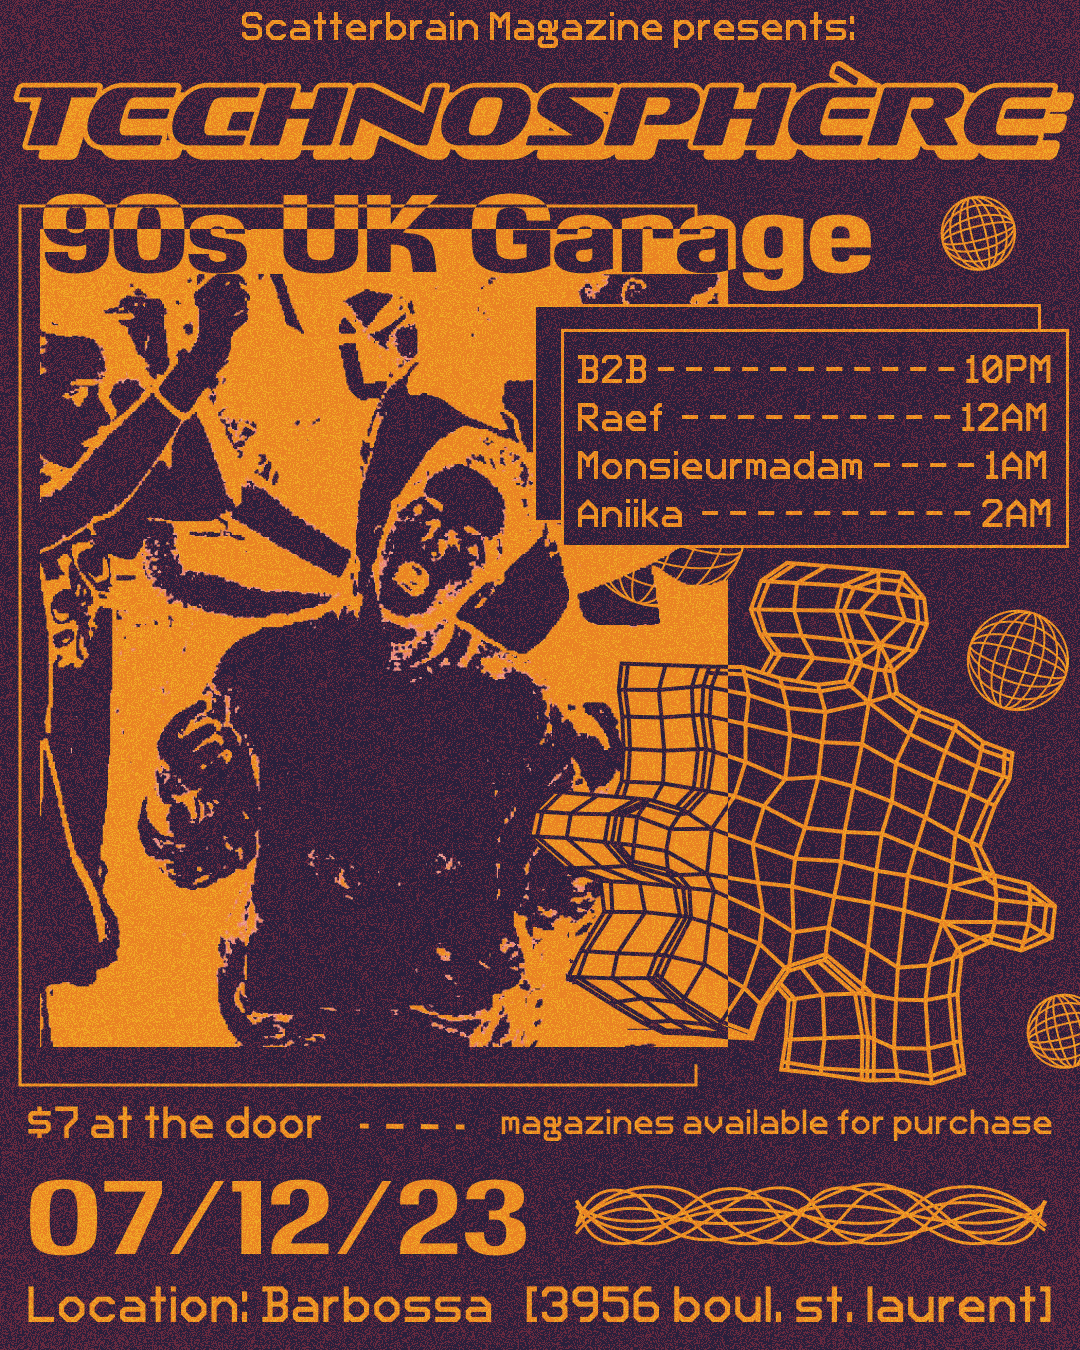 Scatterbrain Magazine presents:
TECHNOSPHÈRE
90s UK Garage
B2B ------------ 10PM
Raef ---------- 12AM
Monsieurmadam ---- 1AM
Aniika ----------- 2AM
$7 at the door ---- magazines available for purchase
07/12/23
Location: Barbossa [3956 boul. st. laurent]